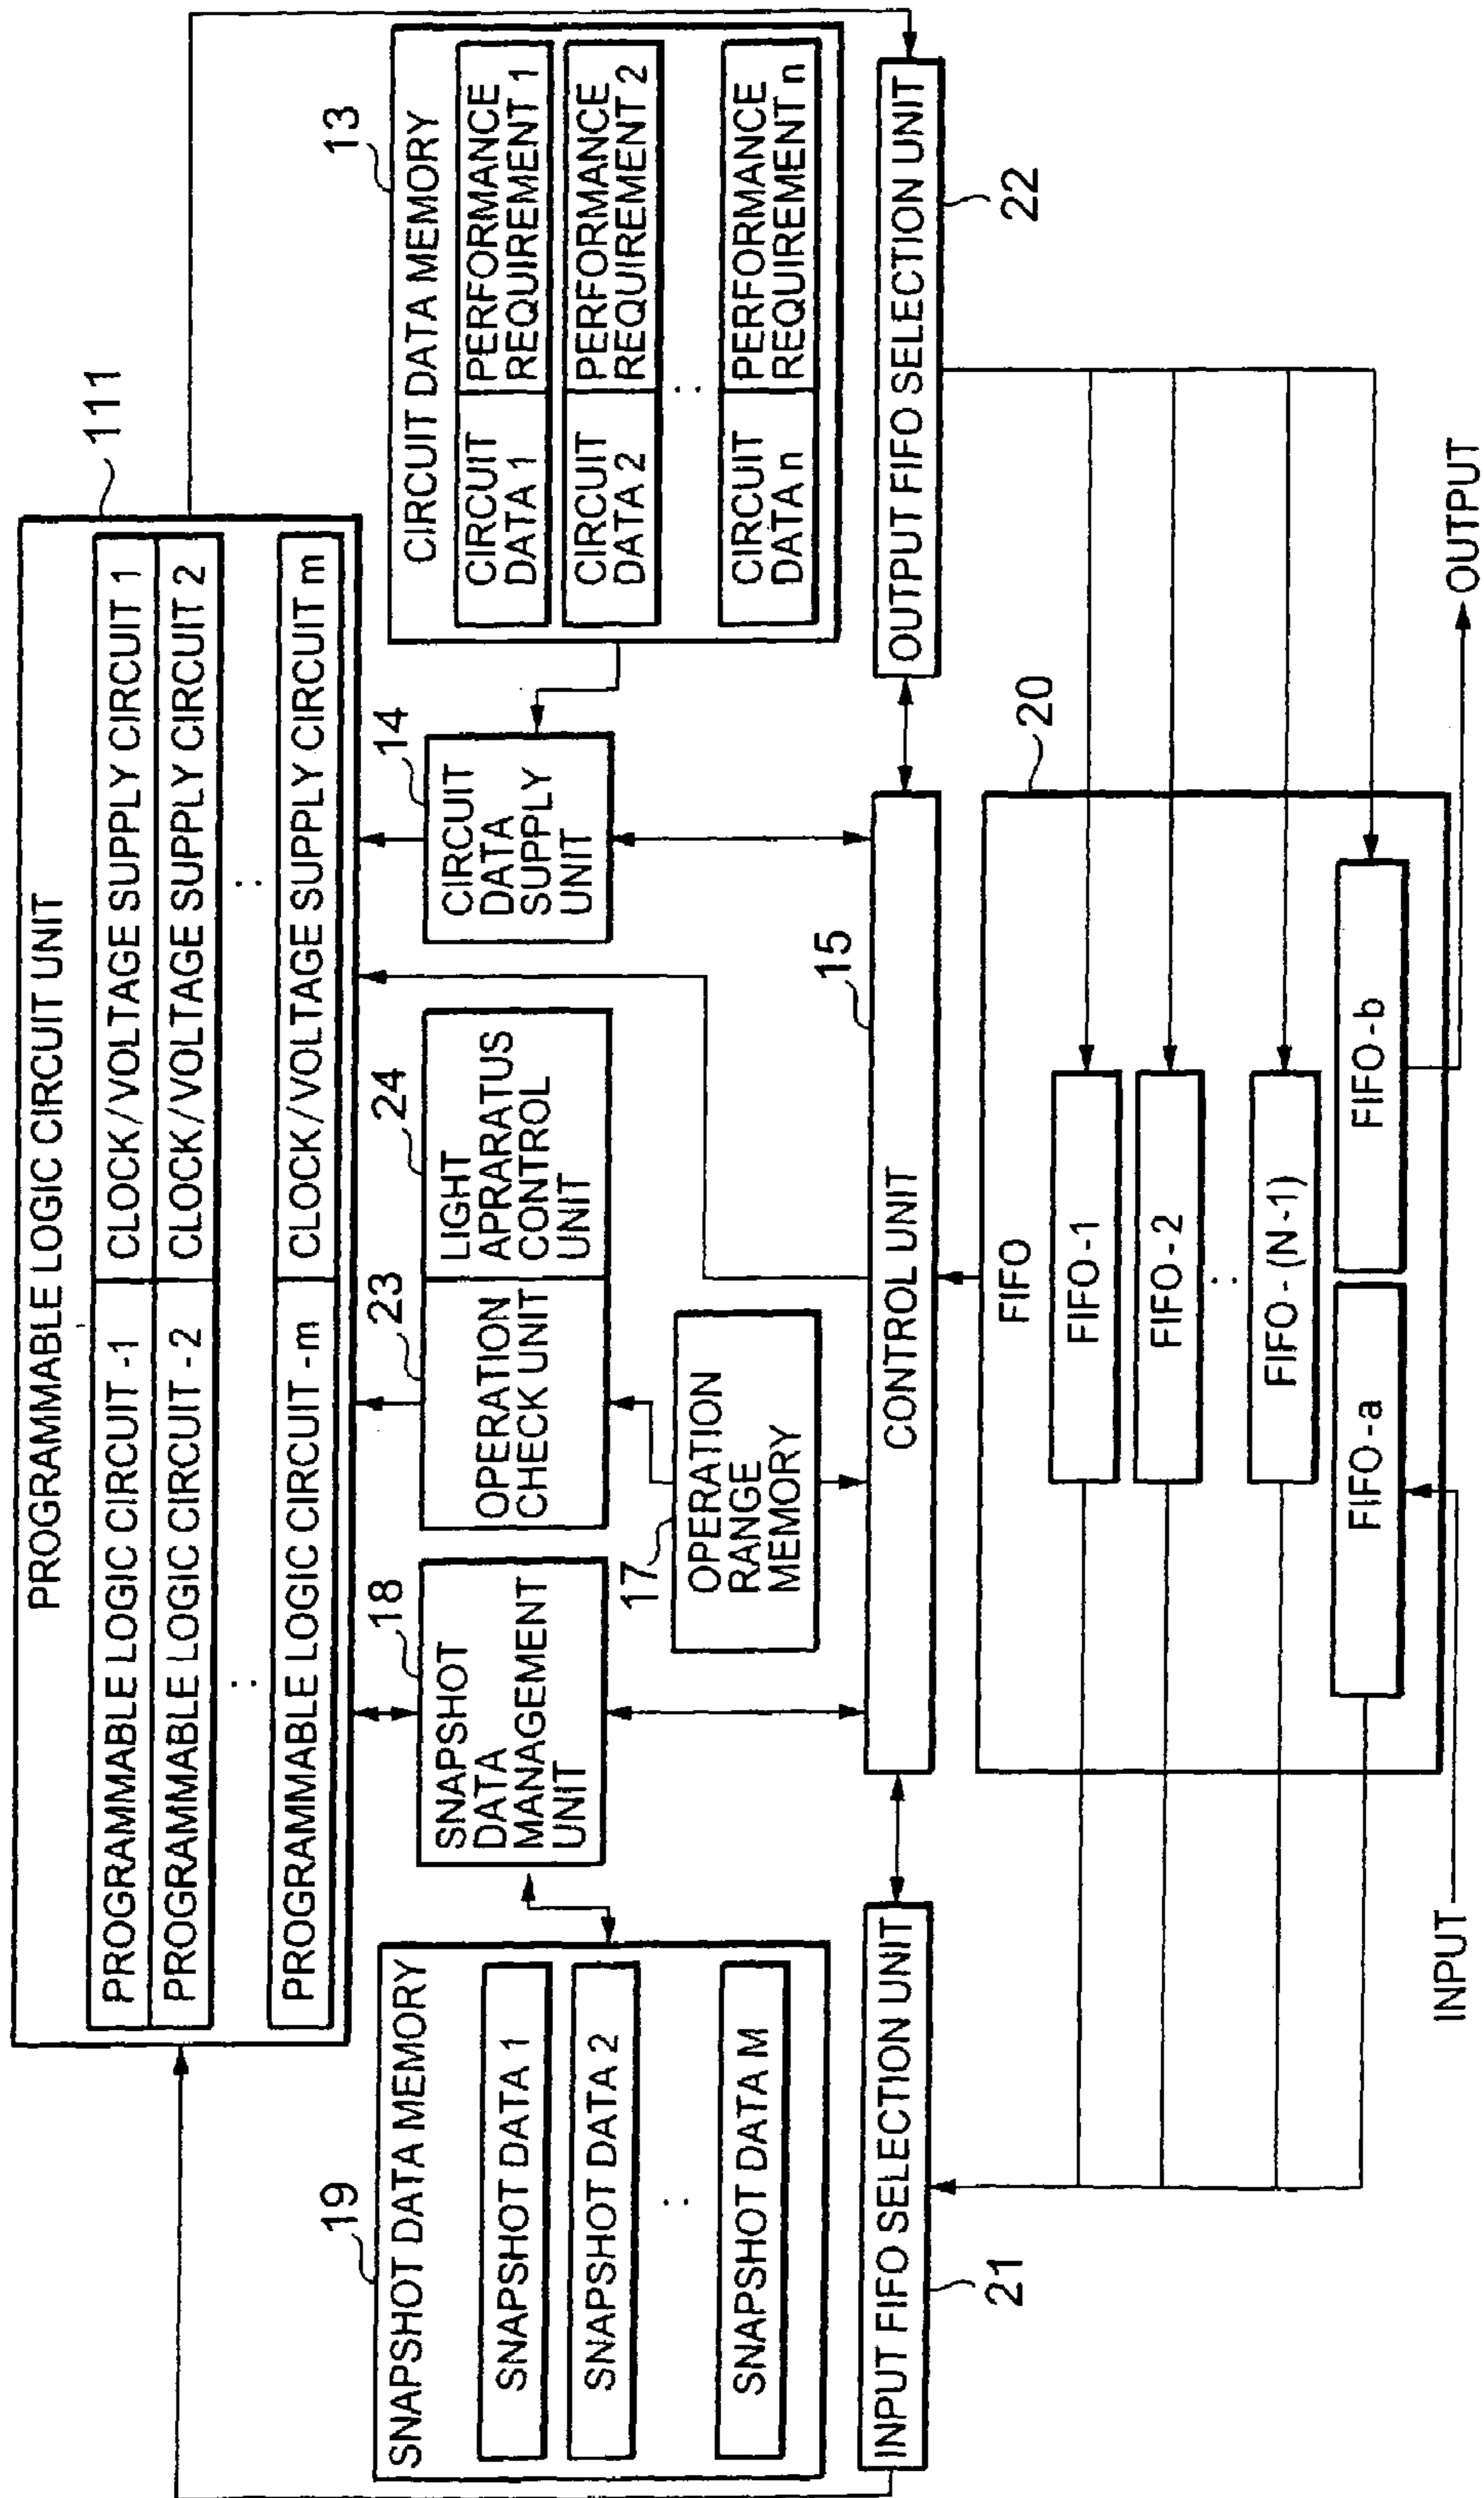 PROGRAMMABLE LOGIC CIRCUIT UNIT
111
PROGRAMMABLE LOGIC CIRCUIT -1
CLOCK/VOLTAGE SUPPLY CIRCUIT 1
PROGRAMMABLE LOGIC CIRCUIT -2
CLOCK/VOLTAGE SUPPLY CIRCUIT 2
:
:
PROGRAMMABLE LOGIC CIRCUIT -m
CLOCK/VOLTAGE SUPPLY CIRCUIT m
19
SNAPSHOT DATA MEMORY
SNAPSHOT DATA 1
SNAPSHOT DATA 2
:
SNAPSHOT DATA M
18
SNAPSHOT
DATA
MANAGEMENT
UNIT
23
OPERATION
CHECK UNIT
24
LIGHT
APPARATUS
CONTROL
UNIT
14
CIRCUIT
DATA
SUPPLY
UNIT
13
CIRCUIT DATA MEMORY
CIRCUIT
DATA 1
PERFORMANCE
REQUIREMENT 1
CIRCUIT
DATA 2
PERFORMANCE
REQUIREMENT 2
:
CIRCUIT
DATA n
PERFORMANCE
REQUIREMENT n
17
OPERATION
RANGE
MEMORY
INPUT FIFO SELECTION UNIT
21
15
CONTROL UNIT
OUTPUT FIFO SELECTION UNIT
22
20
FIFO
FIFO-1
FIFO-2
:
FIFO-(N-1)
FIFO-a
FIFO-b
INPUT
OUTPUT